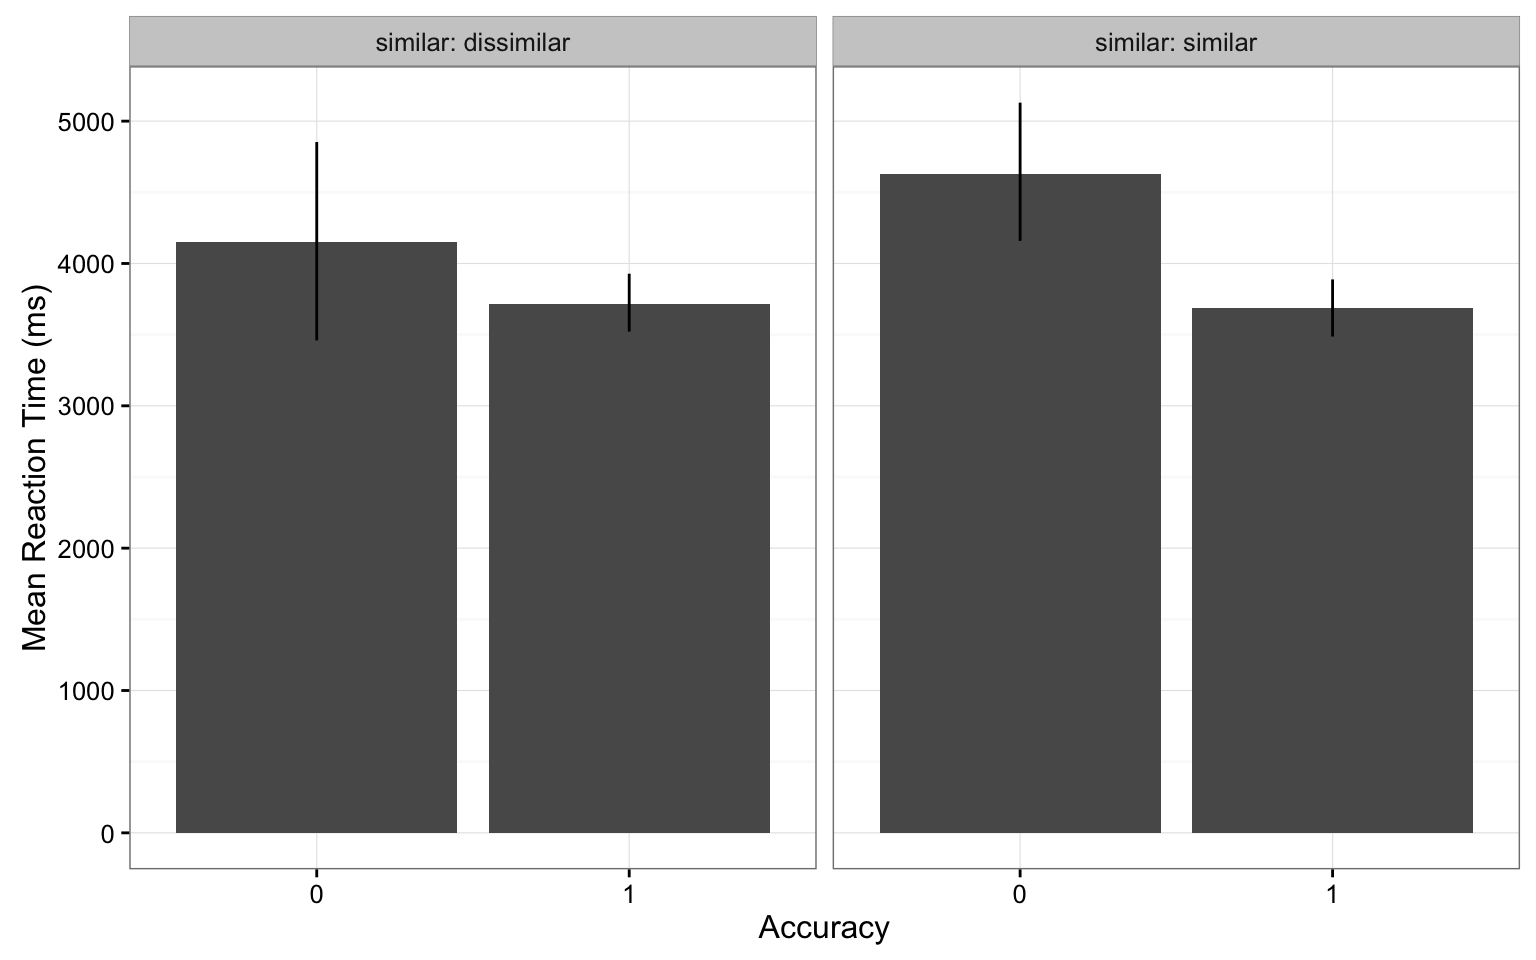 similar: dissimilar
similar: similar
5000
4000
3000
2000
1000
0
Mean Reaction Time (ms)
0 1 0 1
Accuracy